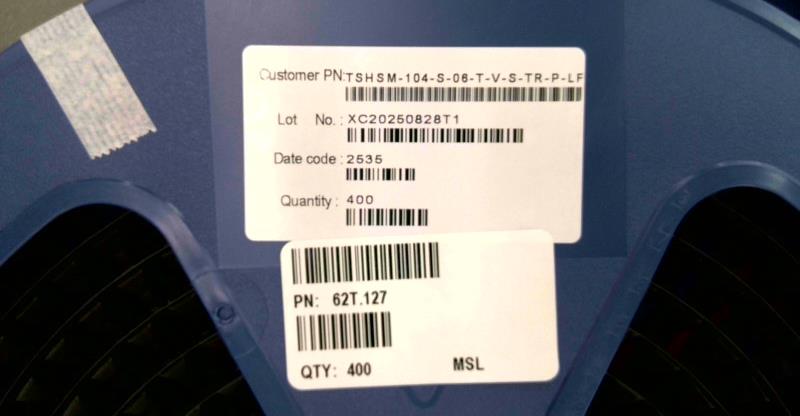 Customer PN:TSHSM-104-S-06-T-V-S-TR-P-LF
Lot No.: XC20250828T1
Date code: 2535
Quantity: 400
PN: 62T.127
QTY: 400 MSL